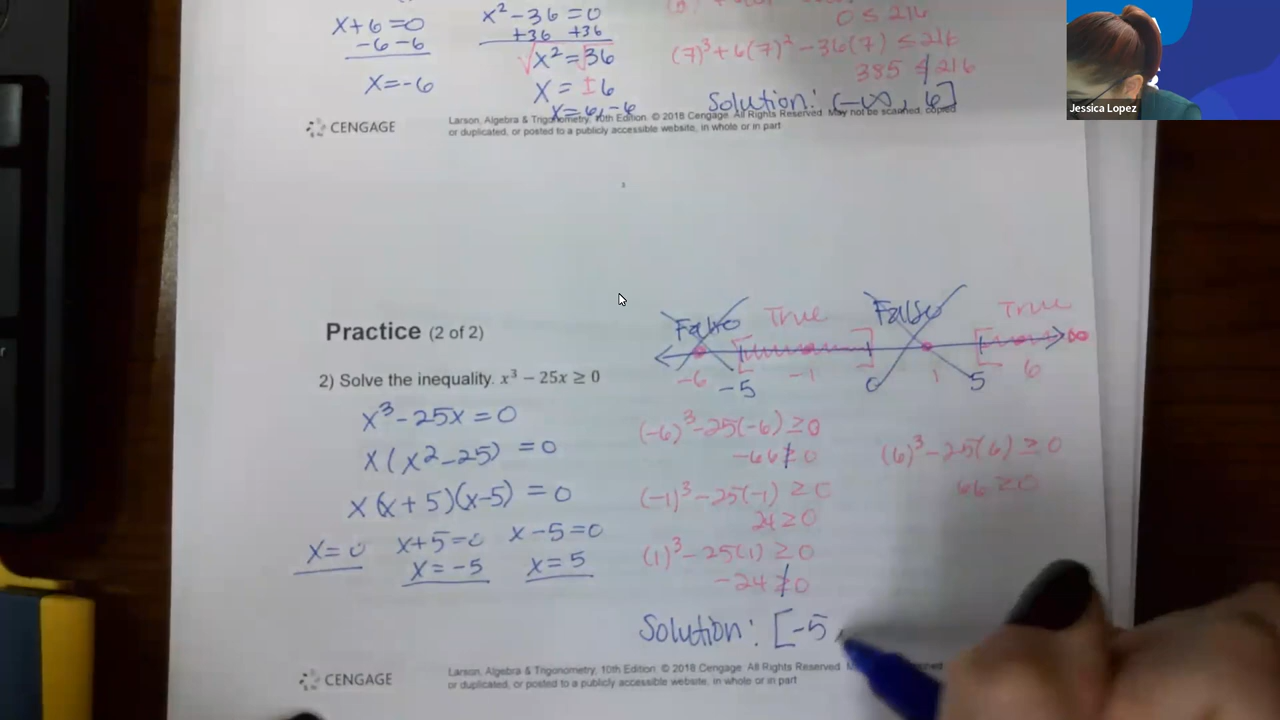 x+6=0
-6 -6
x=-6
x²-36=0
+36 +36
√x²=√36
x=±6
x=6,-6
0≤216
(7)³+6(7)²-36(7)≤216
385≰216
Solution: (-∞, 6]
CENGAGE
Larson, Algebra & Trigonometry, 10th Edition. © 2018 Cengage. All Rights Reserved. May not be scanned, copied
or duplicated, or posted to a publicly accessible website, in whole or in part
Jessica Lopez
Practice (2 of 2)
2) Solve the inequality. x³ − 25x ≥ 0
x³-25x=0
x(x²-25)=0
x(x+5)(x-5)=0
x=0 x+5=0 x-5=0
x=-5 x=5
False True False True
∞
-6 -5 -1 0 1 5 6
(-6)³-25(-6)≥0
-66≱0
(-1)³-25(-1)≥0
24≥0
(1)³-25(1)≥0
-24≱0
(6)³-25(6)≥0
66≥0
Solution: [-5,
CENGAGE
Larson, Algebra & Trigonometry, 10th Edition. © 2018 Cengage. All Rights Reserved.
or duplicated, or posted to a publicly accessible website, in whole or in part